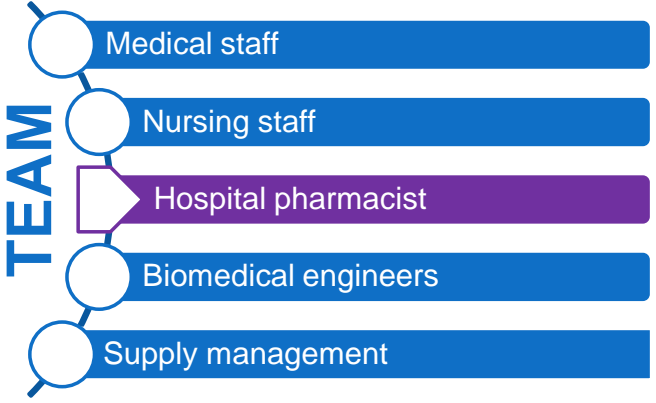 TEAM
Medical staff
Nursing staff
Hospital pharmacist
Biomedical engineers
Supply management